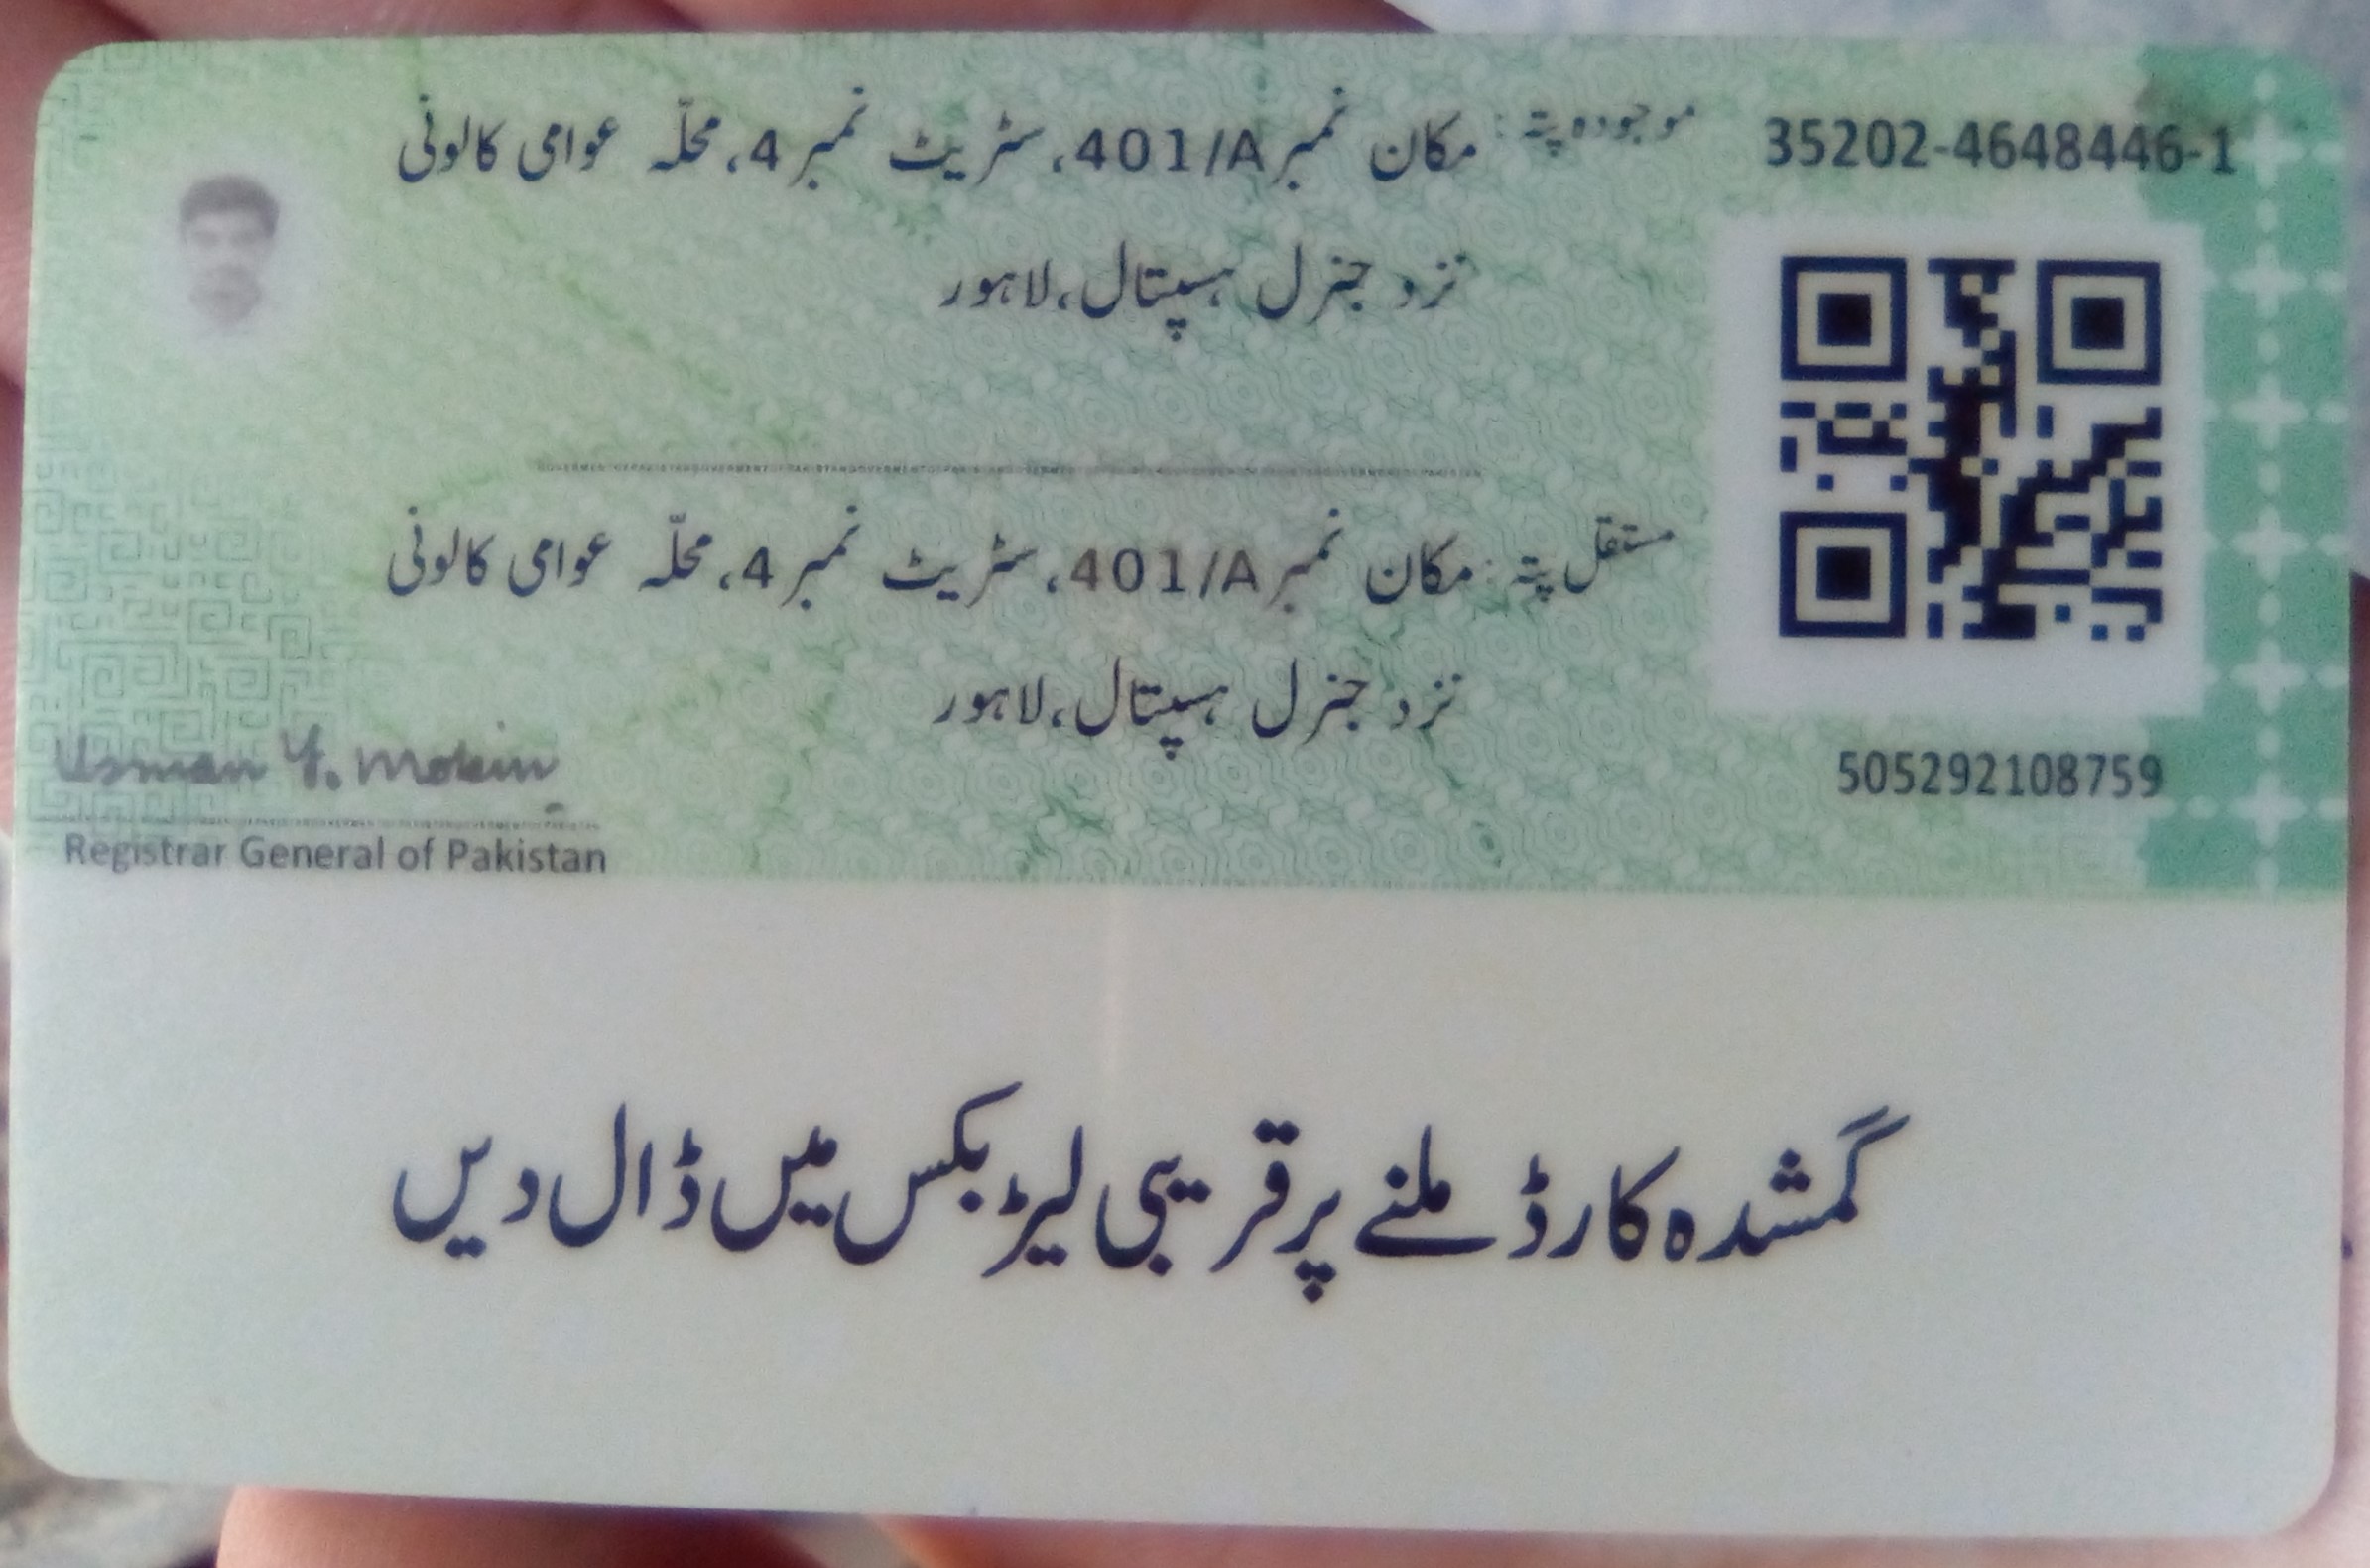 35202-4648446-1
موجودہ پتہ: مکان نمبر 401/A، سٹریٹ نمبر 4، محلّہ عوامی کالونی
نزد جنرل ہسپتال، لاہور
مستقل پتہ: مکان نمبر 401/A، سٹریٹ نمبر 4، محلّہ عوامی کالونی
نزد جنرل ہسپتال، لاہور
505292108759
Usman Y. Mobin
Registrar General of Pakistan
گمشدہ کارڈ ملنے پر قریبی لیٹر بکس میں ڈال دیں